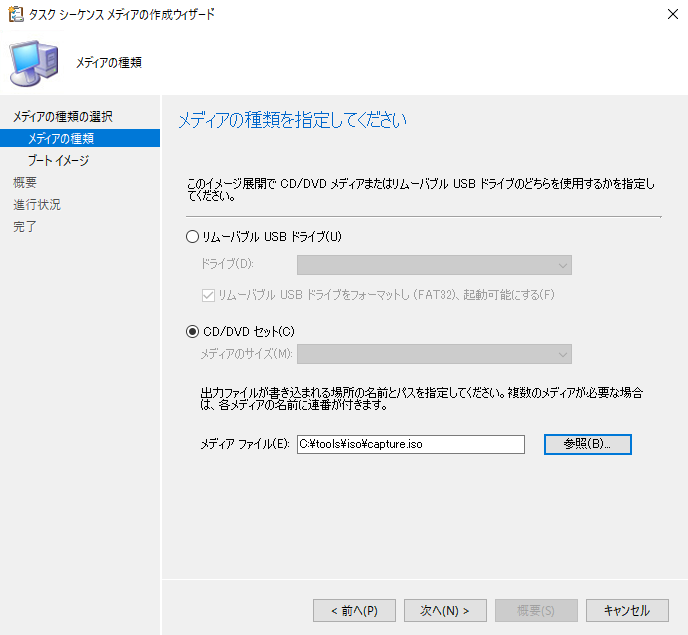 タスク シーケンス メディアの作成ウィザード
メディアの種類
メディアの種類の選択
メディアの種類
ブート イメージ
概要
進行状況
完了
メディアの種類を指定してください
このイメージ展開で CD/DVD メディアまたはリムーバブル USB ドライブのどちらを使用するかを指定し
てください。
リムーバブル USB ドライブ(U)
ドライブ(D):
リムーバブル USB ドライブをフォーマットし (FAT32)、起動可能にする(F)
CD/DVD セット(C)
メディアのサイズ(M):
出力ファイルが書き込まれる場所の名前とパスを指定してください。複数のメディアが必要な場合
は、各メディアの名前に連番が付きます。
メディア ファイル(E): C:¥tools¥iso¥capture.iso 参照(B)...
< 前へ(P) 次へ(N) > 概要(S) キャンセル